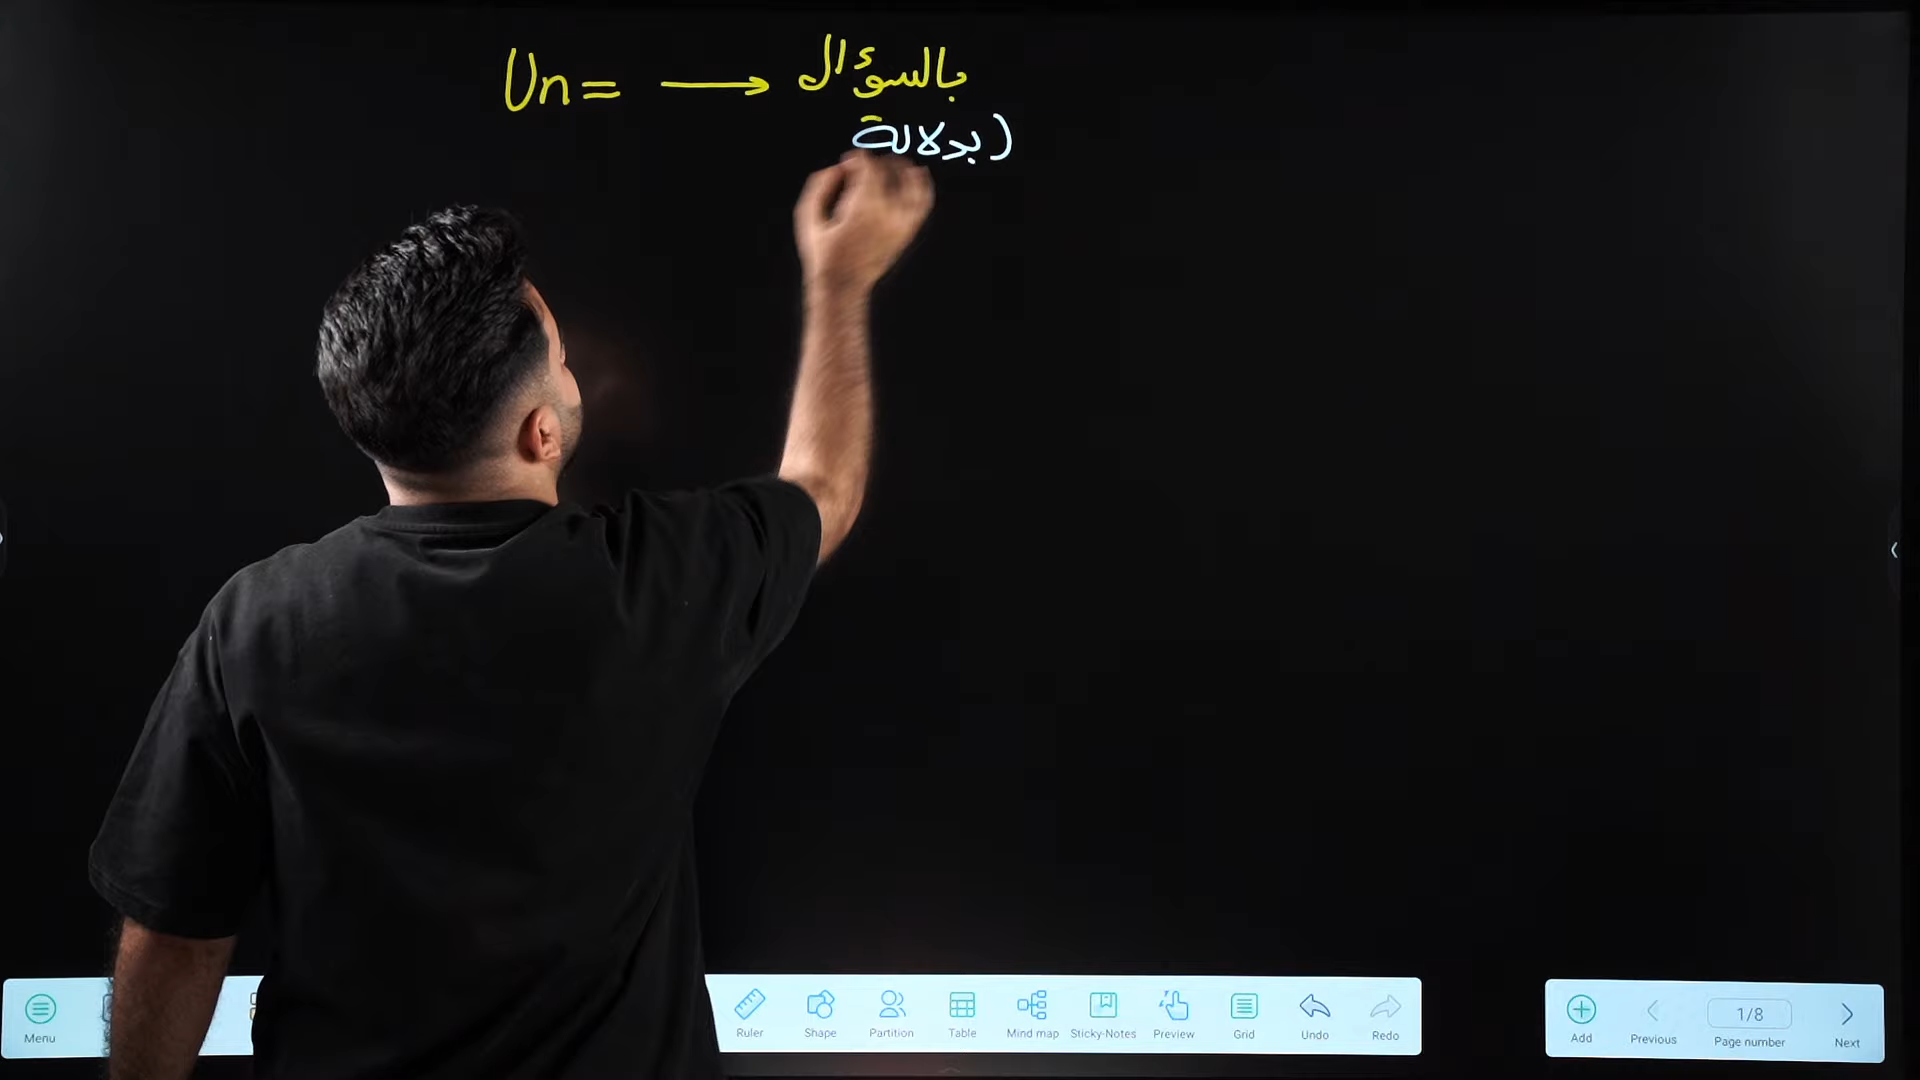 Un = → بالسؤال
(بدلالة
Menu
Ruler
Shape
Partition
Table
Mind map
Sticky-Notes
Preview
Grid
Undo
Redo
Add
Previous
1/8
Page number
Next